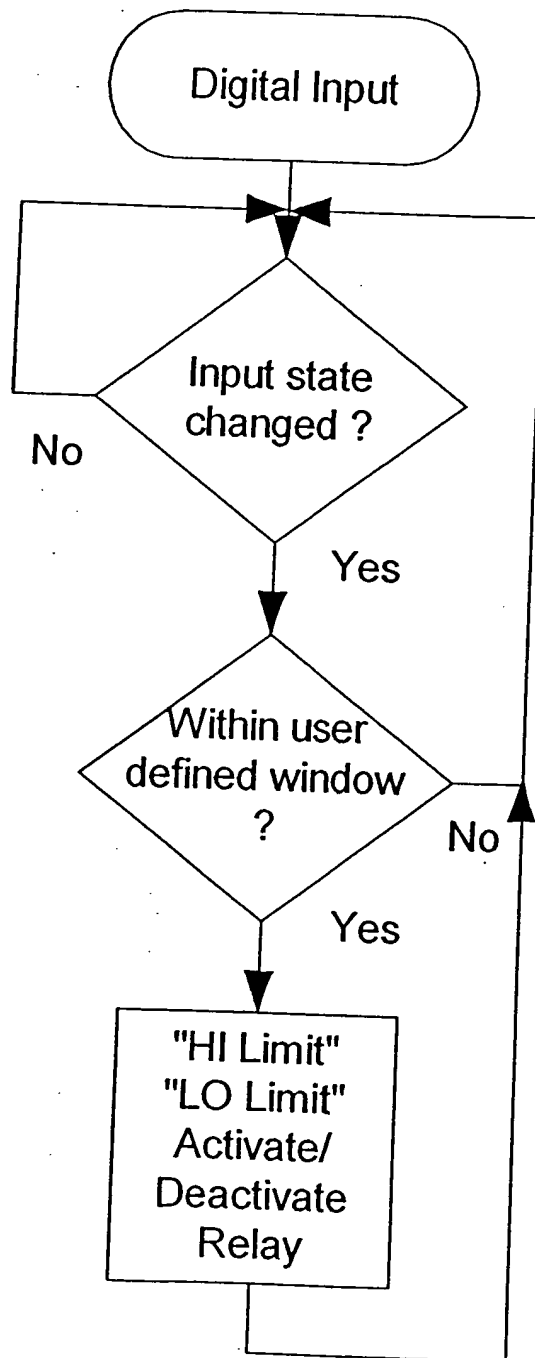 Digital Input
Input state
changed ?
No
Yes
Within user
defined window
?
No
Yes
"HI Limit"
"LO Limit"
Activate/
Deactivate
Relay